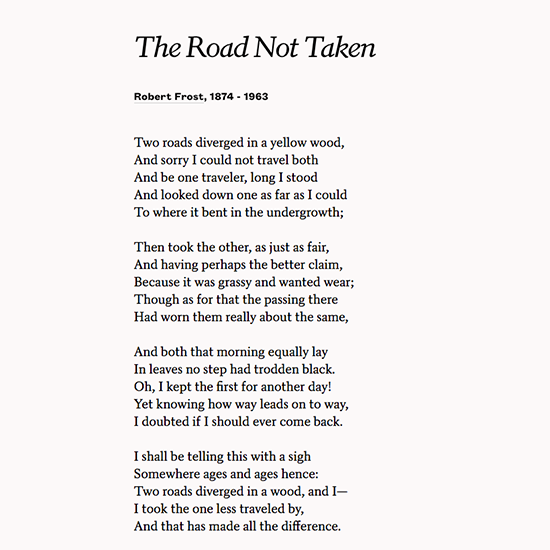 The Road Not Taken
Robert Frost, 1874 - 1963
Two roads diverged in a yellow wood,
And sorry I could not travel both
And be one traveler, long I stood
And looked down one as far as I could
To where it bent in the undergrowth;
Then took the other, as just as fair,
And having perhaps the better claim,
Because it was grassy and wanted wear;
Though as for that the passing there
Had worn them really about the same,
And both that morning equally lay
In leaves no step had trodden black.
Oh, I kept the first for another day!
Yet knowing how way leads on to way,
I doubted if I should ever come back.
I shall be telling this with a sigh
Somewhere ages and ages hence:
Two roads diverged in a wood, and I—
I took the one less traveled by,
And that has made all the difference.